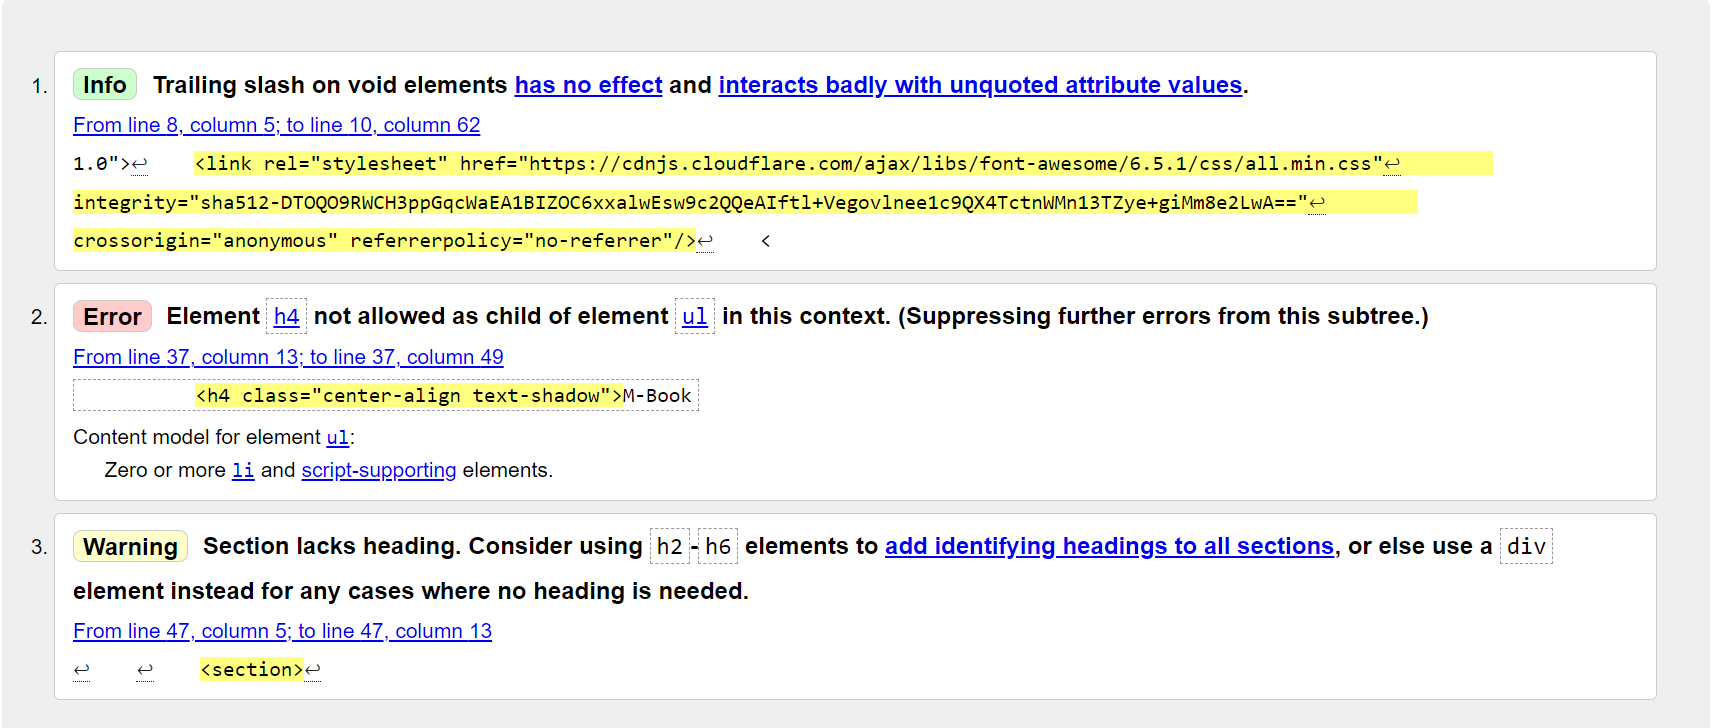 1. Info Trailing slash on void elements has no effect and interacts badly with unquoted attribute values.
From line 8, column 5; to line 10, column 62
1.0">↩ <link rel="stylesheet" href="https://cdnjs.cloudflare.com/ajax/libs/font-awesome/6.5.1/css/all.min.css"↩
integrity="sha512-DTOQO9RWCH3ppGqcWaEA1BIZOC6xxalwEsw9c2QQeAIftl+Vegovlnee1c9QX4TctnWMn13TZye+giMm8e2LwA=="↩
crossorigin="anonymous" referrerpolicy="no-referrer"/>↩ <
2. Error Element h4 not allowed as child of element ul in this context. (Suppressing further errors from this subtree.)
From line 37, column 13; to line 37, column 49
<h4 class="center-align text-shadow">M-Book
Content model for element ul:
Zero or more li and script-supporting elements.
3. Warning Section lacks heading. Consider using h2-h6 elements to add identifying headings to all sections, or else use a div
element instead for any cases where no heading is needed.
From line 47, column 5; to line 47, column 13
↩ ↩ <section>↩